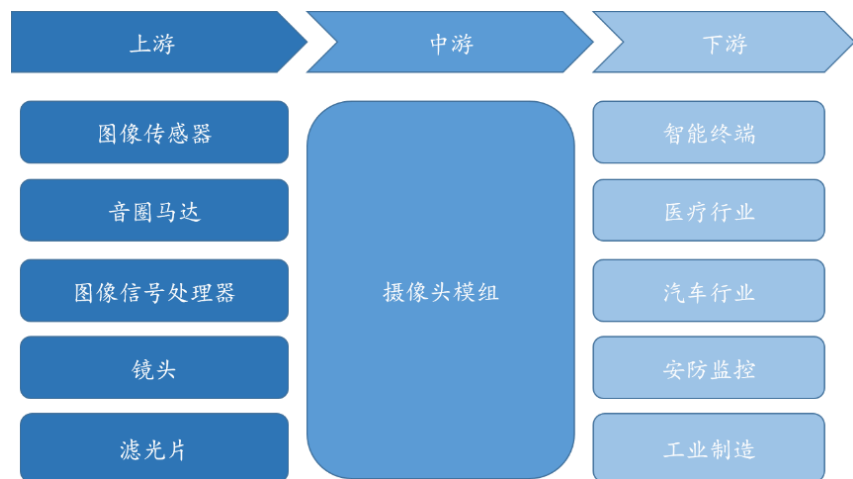 上游
中游
下游
图像传感器
音圈马达
图像信号处理器
镜头
滤光片
摄像头模组
智能终端
医疗行业
汽车行业
安防监控
工业制造